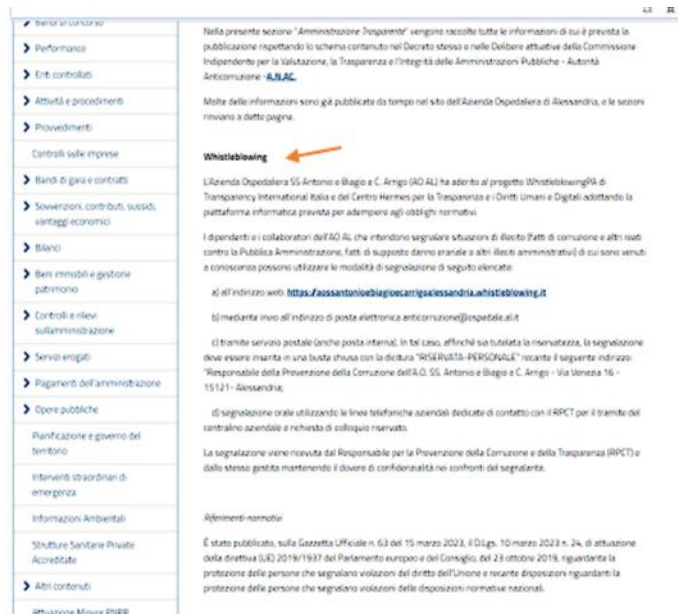 Bandi di concorso
Performance
Enti controllati
Attività e procedimenti
Provvedimenti
Controlli sulle imprese
Bandi di gara e contratti
Sovvenzioni, contributi, sussidi,
vantaggi economici
Bilanci
Beni immobili e gestione
patrimonio
Controlli e rilievi
sull'amministrazione
Servizi erogati
Pagamenti dell'amministrazione
Opere pubbliche
Pianificazione e governo del
territorio
Interventi straordinari di
emergenza
Informazioni Ambientali
Strutture Sanitarie Private
Accreditate
Altri contenuti
Attuazione Misure PNRR
Nella presente sezione "Amministrazione Trasparente" vengono raccolte tutte le informazioni di cui è prevista la
pubblicazione rispettando lo schema contenuto nel Decreto stesso e nelle Delibere attuative della Commissione
Indipendente per la Valutazione, la Trasparenza e l'Integrità delle Amministrazioni Pubbliche - Autorità
Anticorruzione - A.N.AC.
Molte delle informazioni sono già pubblicate da tempo nel sito dell'Azienda Ospedaliera di Alessandria, e le sezioni
rinviano a dette pagine.
Whistleblowing
L'Azienda Ospedaliera SS Antonio e Biagio e C. Arrigo (AO AL) ha aderito al progetto WhistleblowingPA di
Transparency International Italia e del Centro Hermes per la Trasparenza e i Diritti Umani e Digitali adottando la
piattaforma informatica prevista per adempiere agli obblighi normativi.
I dipendenti e i collaboratori dell'AO AL che intendono segnalare situazioni di illecito (fatti di corruzione e altri reati
contro la Pubblica Amministrazione, fatti di supposto danno erariale o altri illeciti amministrativi) di cui sono venuti
a conoscenza possono utilizzare le modalità di segnalazione di seguito elencate:
a) all'indirizzo web: https://aossantonioebiagioecarrigoalessandria.whistleblowing.it
b) mediante invio all'indirizzo di posta elettronica anticorruzione@ospedale.al.it
c) tramite servizio postale (anche posta interna). In tal caso, affinché sia tutelata la riservatezza, la segnalazione
deve essere inserita in una busta chiusa con la dicitura "RISERVATA-PERSONALE" recante il seguente indirizzo:
"Responsabile della Prevenzione della Corruzione dell'A.O. SS. Antonio e Biagio e C. Arrigo - Via Venezia 16 -
15121- Alessandria;
d) segnalazione orale utilizzando le linee telefoniche aziendali dedicate di contatto con il RPCT per il tramite del
centralino aziendale e richiesta di colloquio riservato.
La segnalazione viene ricevuta dal Responsabile per la Prevenzione della Corruzione e della Trasparenza (RPCT) e
dallo stesso gestita mantenendo il dovere di confidenzialità nei confronti del segnalante.
Riferimenti normativi
È stato pubblicato, sulla Gazzetta Ufficiale n. 63 del 15 marzo 2023, il D.Lgs. 10 marzo 2023 n. 24, di attuazione
della direttiva (UE) 2019/1937 del Parlamento europeo e del Consiglio, del 23 ottobre 2019, riguardante la
protezione delle persone che segnalano violazioni del diritto dell'Unione e recante disposizioni riguardanti la
protezione delle persone che segnalano violazioni delle disposizioni normative nazionali.